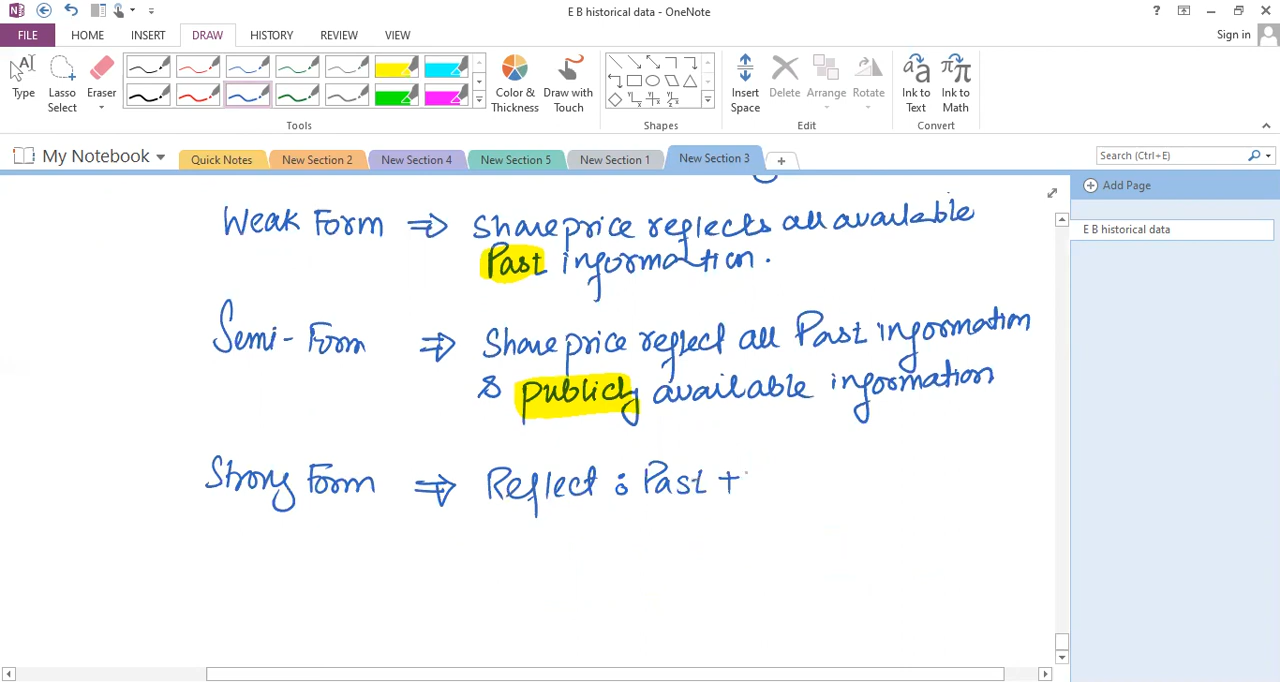 E B historical data - OneNote
?
FILE HOME INSERT DRAW HISTORY REVIEW VIEW
Sign in
Type Lasso Select Eraser Color & Thickness Draw with Touch Insert Space Delete Arrange Rotate Ink to Text Ink to Math
Tools Shapes Edit Convert
My Notebook Quick Notes New Section 2 New Section 4 New Section 5 New Section 1 New Section 3 +
Search (Ctrl+E)
Add Page
E B historical data
Weak Form ⇒ Share price reflects all available
Past information.
Semi-Form ⇒ Share price reflect all Past information
& publicly available information
Strong Form ⇒ Reflect : Past +